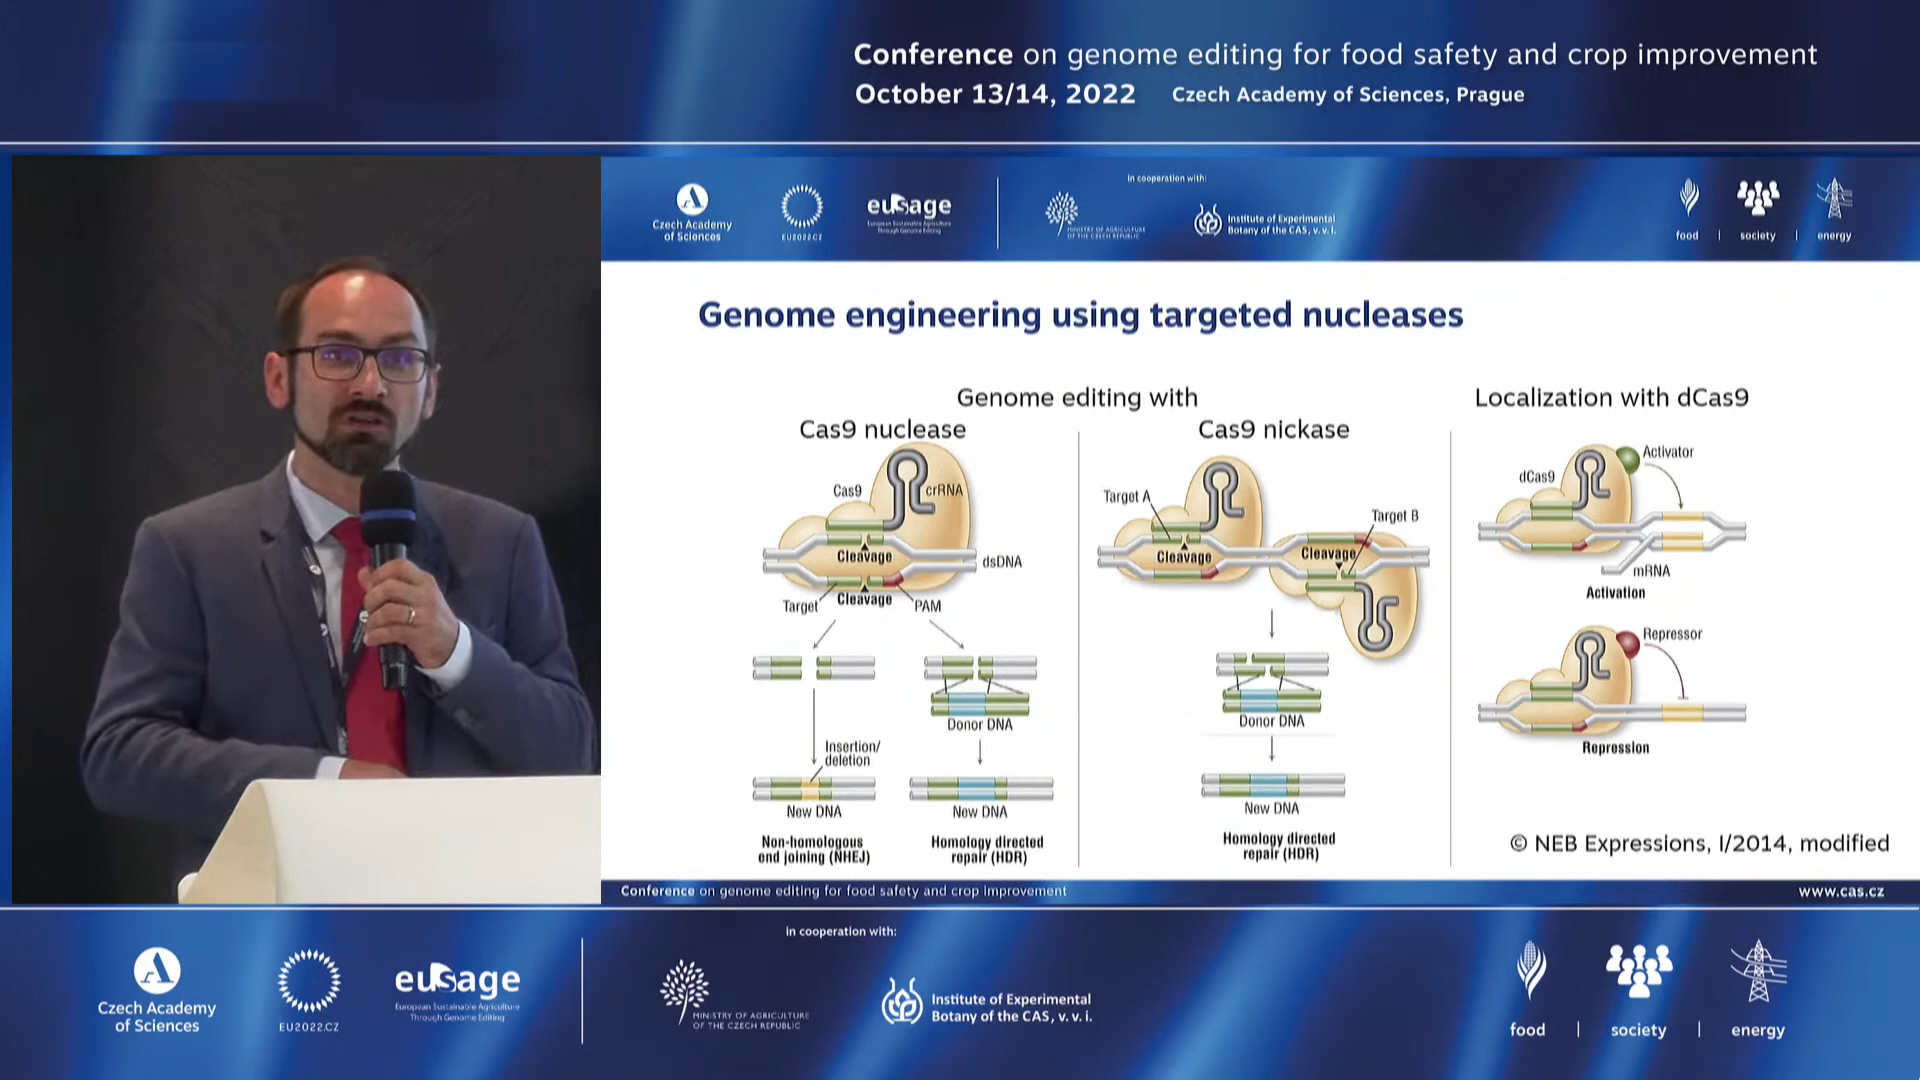 Conference on genome editing for food safety and crop improvement
October 13/14, 2022 Czech Academy of Sciences, Prague
in cooperation with:
Czech Academy
of Sciences
EU2022.CZ
eusage
European Sustainable Agriculture
Through Genome Editing
MINISTRY OF AGRICULTURE
OF THE CZECH REPUBLIC
Institute of Experimental
Botany of the CAS, v. v. i.
food | society | energy
Genome engineering using targeted nucleases
Genome editing with
Cas9 nuclease
Cas9 nickase
Localization with dCas9
Cas9
crRNA
Cleavage
dsDNA
Target
Cleavage
PAM
Donor DNA
Insertion/
deletion
New DNA
New DNA
Non-homologous
end joining (NHEJ)
Homology directed
repair (HDR)
Target A
Target B
Cleavage
Cleavage
Donor DNA
New DNA
Homology directed
repair (HDR)
dCas9
Activator
mRNA
Activation
Repressor
Repression
© NEB Expressions, I/2014, modified
Conference on genome editing for food safety and crop improvement
www.cas.cz
in cooperation with:
Czech Academy
of Sciences
EU2022.CZ
eusage
European Sustainable Agriculture
Through Genome Editing
MINISTRY OF AGRICULTURE
OF THE CZECH REPUBLIC
Institute of Experimental
Botany of the CAS, v. v. i.
food | society | energy